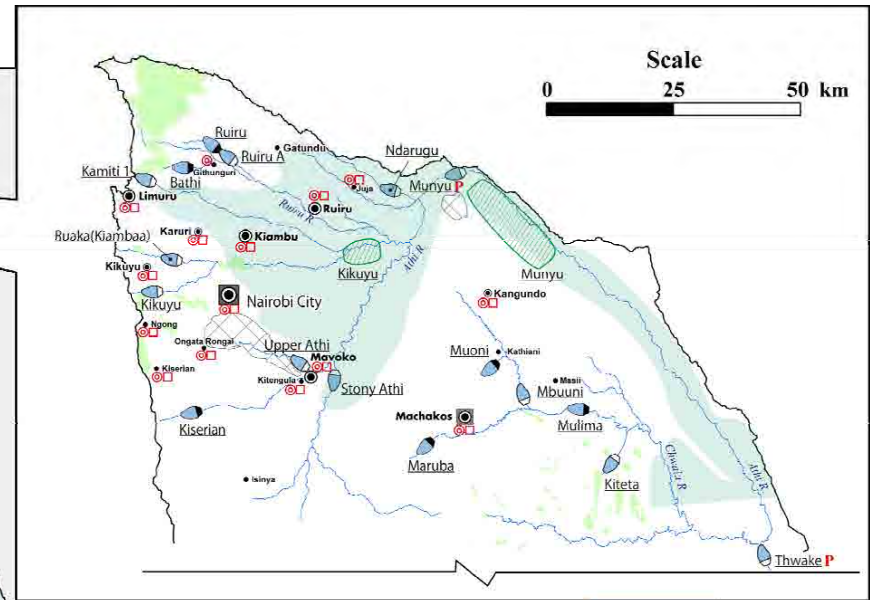 Scale
0 25 50 km
Ruiru
Gatundu
Ndarugu
Ruiru A
Kamiti 1
Githunguri
Bathi
Munyu P
Juja
Limuru
Ruiru R
Ruiru
Karuri
Kiambu
Ruaka(Kiambaa)
Athi R
Kikuyu
Kikuyu
Munyu
Kikuyu
Nairobi City
Kangundo
Ngong
Ongata Rongai
Upper Athi
Mavoko
Muoni
Kathiani
Kiserian
Kitengula
Stony Athi
Masii
Mbuuni
Kiserian
Machakos
Mulima
Maruba
Isinya
Kiteta
Athi R
Thwake P